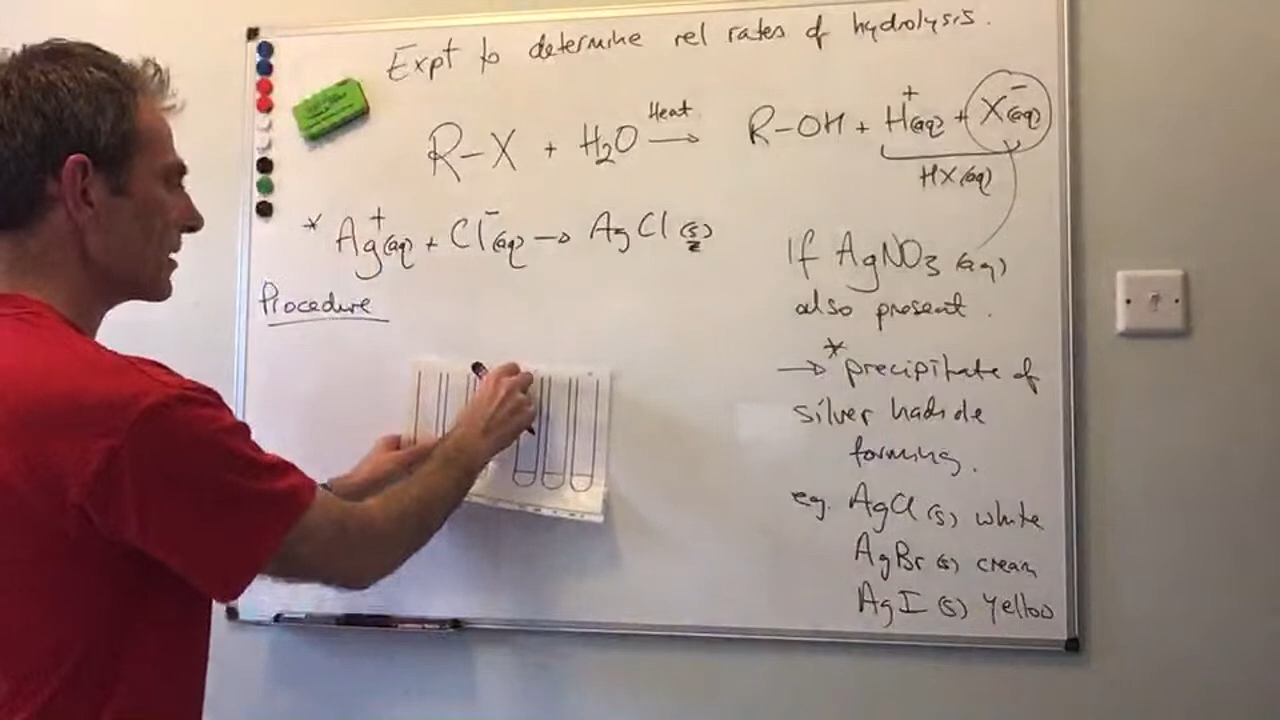 Expt to determine rel rates of hydrolysis.
R-X + H₂O Heat → R-OH + H⁺(aq) + X⁻(aq)
HX(aq)
* Ag⁺(aq) + Cl⁻(aq) → AgCl(s)
Procedure
If AgNO₃(aq)
also present.
→ * precipitate of
silver halide
forming.
eg. AgCl(s) white
AgBr(s) cream
AgI(s) yellow